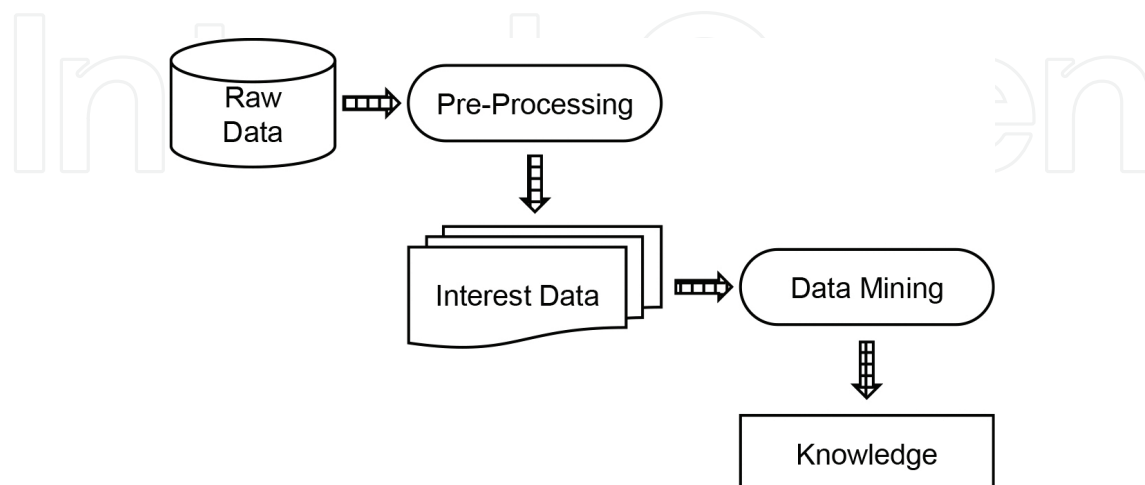 Raw
Data
Pre-Processing
Interest Data
Data Mining
Knowledge